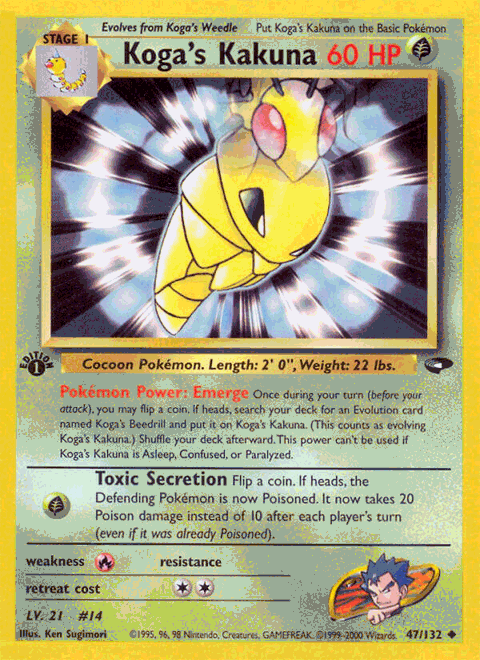 Evolves from Koga's Weedle Put Koga's Kakuna on the Basic Pokémon
STAGE 1
Koga's Kakuna 60 HP
EDITION
1
Cocoon Pokémon. Length: 2' 0", Weight: 22 lbs.
Pokémon Power: Emerge Once during your turn (before your
attack), you may flip a coin. If heads, search your deck for an Evolution card
named Koga's Beedrill and put it on Koga's Kakuna. (This counts as evolving
Koga's Kakuna.) Shuffle your deck afterward. This power can't be used if
Koga's Kakuna is Asleep, Confused, or Paralyzed.
Toxic Secretion Flip a coin. If heads, the
Defending Pokémon is now Poisoned. It now takes 20
Poison damage instead of 10 after each player's turn
(even if it was already Poisoned).
weakness resistance
retreat cost
LV. 21 #14
Illus. Ken Sugimori ©1995, 96, 98 Nintendo, Creatures, GAMEFREAK. ©1999-2000 Wizards. 47/132